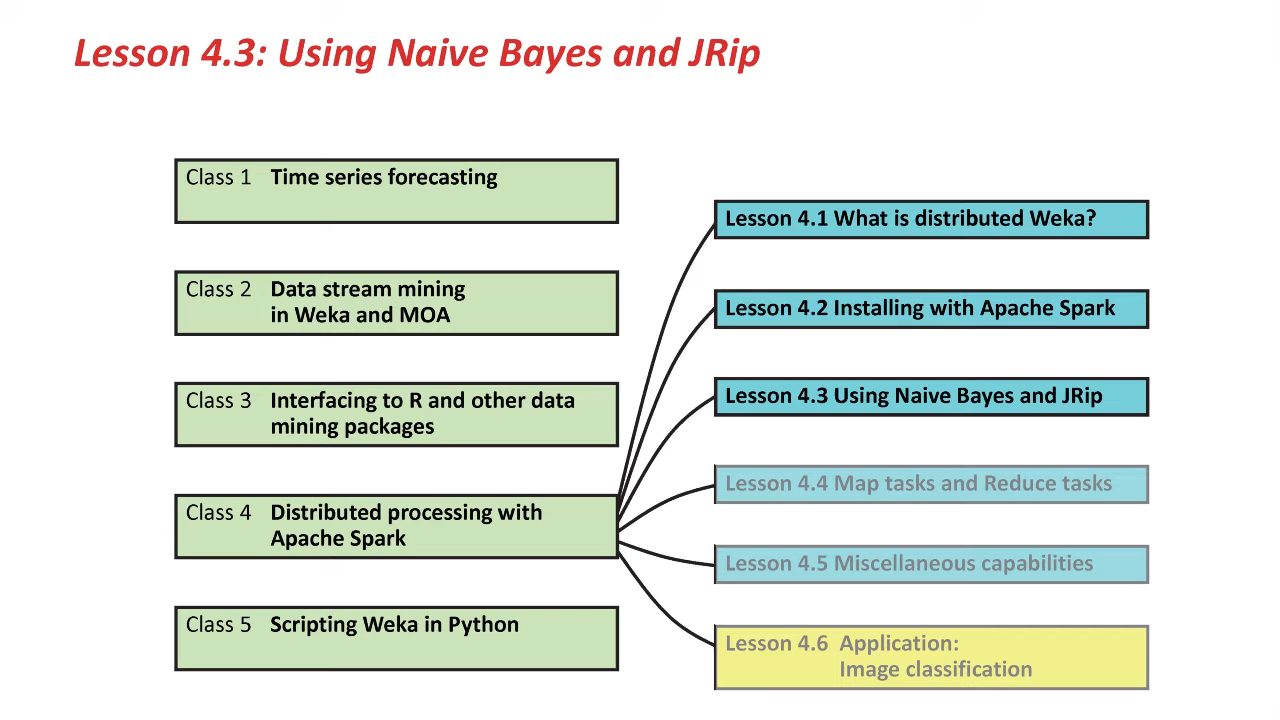 Lesson 4.3: Using Naive Bayes and JRip
Class 1 Time series forecasting
Class 2 Data stream mining
in Weka and MOA
Class 3 Interfacing to R and other data
mining packages
Class 4 Distributed processing with
Apache Spark
Class 5 Scripting Weka in Python
Lesson 4.1 What is distributed Weka?
Lesson 4.2 Installing with Apache Spark
Lesson 4.3 Using Naive Bayes and JRip
Lesson 4.4 Map tasks and Reduce tasks
Lesson 4.5 Miscellaneous capabilities
Lesson 4.6 Application:
Image classification